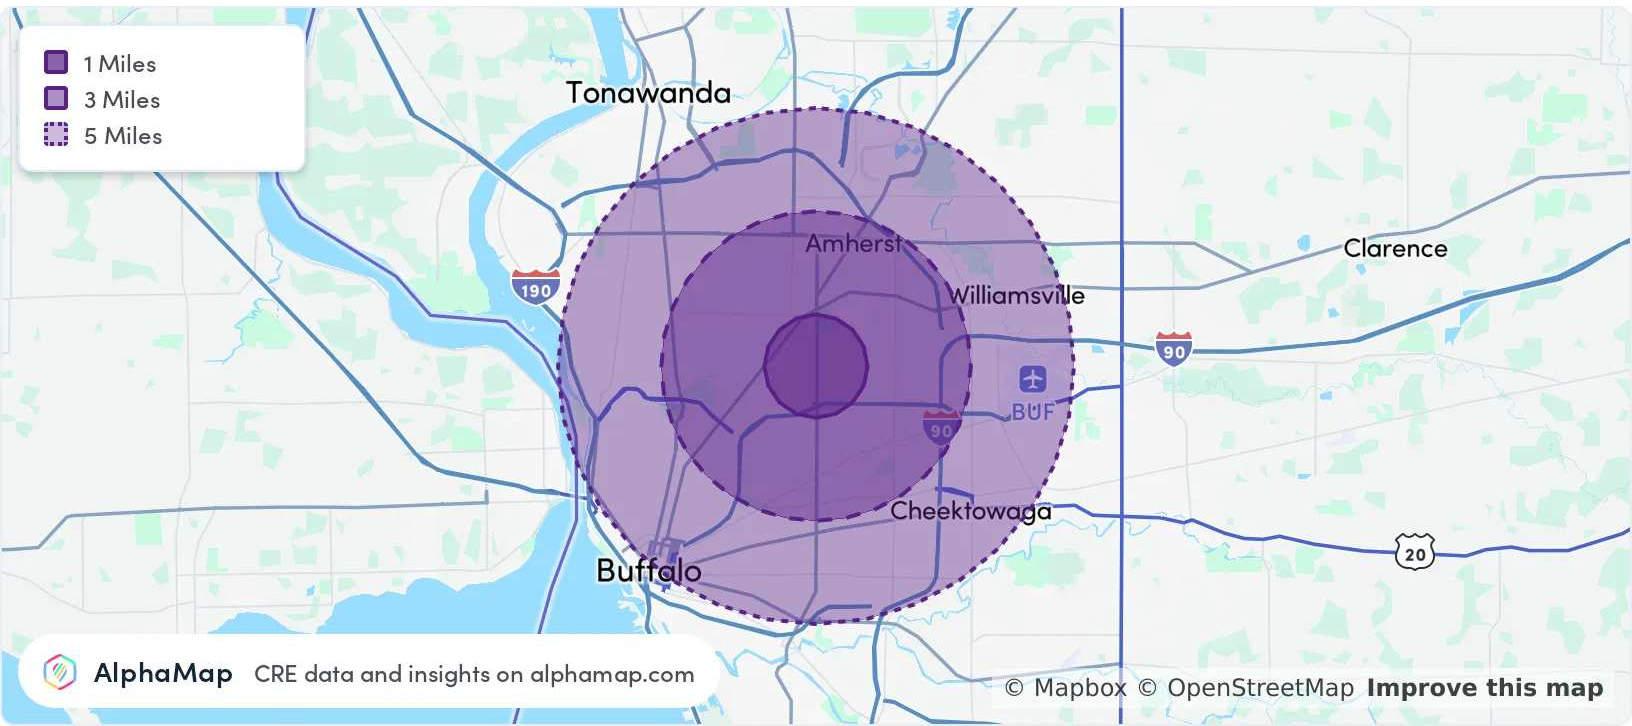 1 Miles
3 Miles
5 Miles
Tonawanda
Amherst
Clarence
190
Williamsville
90
BUF
90
Cheektowaga
20
Buffalo
AlphaMap CRE data and insights on alphamap.com
© Mapbox © OpenStreetMap Improve this map